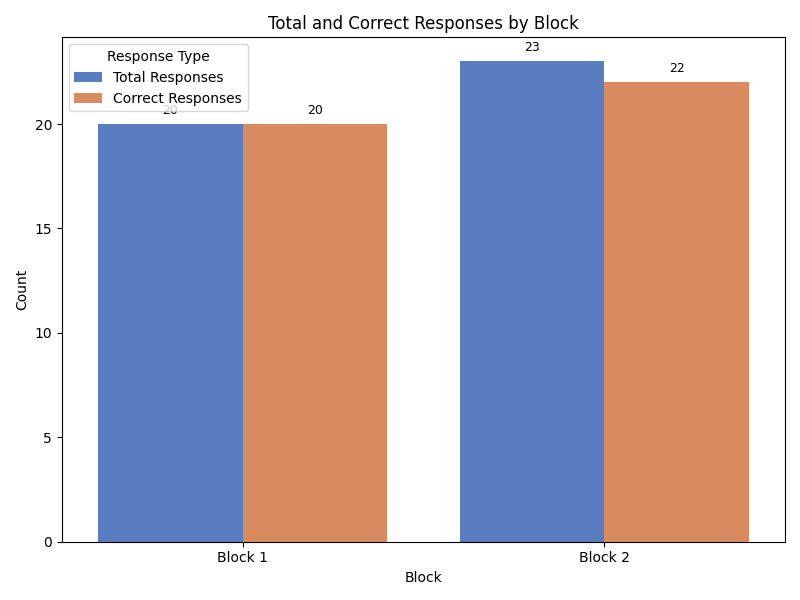 Total and Correct Responses by Block
Response Type
Total Responses
Correct Responses
20
20
23
22
20
15
10
5
0
Count
Block 1
Block 2
Block